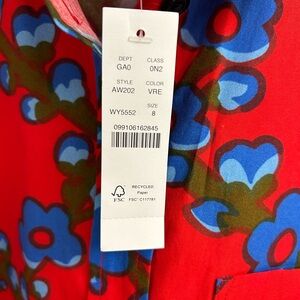 DEPT CLASS
GA0 0N2
STYLE COLOR
AW202 VRE
SIZE
WY5552 8
099106162845
RECYCLED
Paper
FSC FSC® C117781